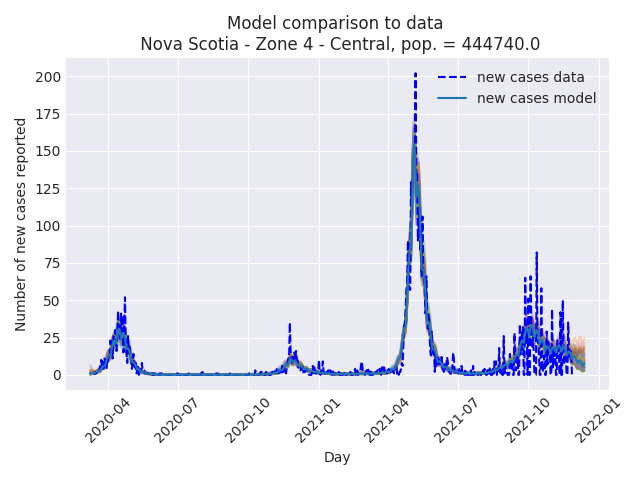 Model comparison to data
Nova Scotia - Zone 4 - Central, pop. = 444740.0
new cases data
new cases model
Number of new cases reported
200
175
150
125
100
75
50
25
0
2020-04
2020-07
2020-10
2021-01
2021-04
2021-07
2021-10
2022-01
Day